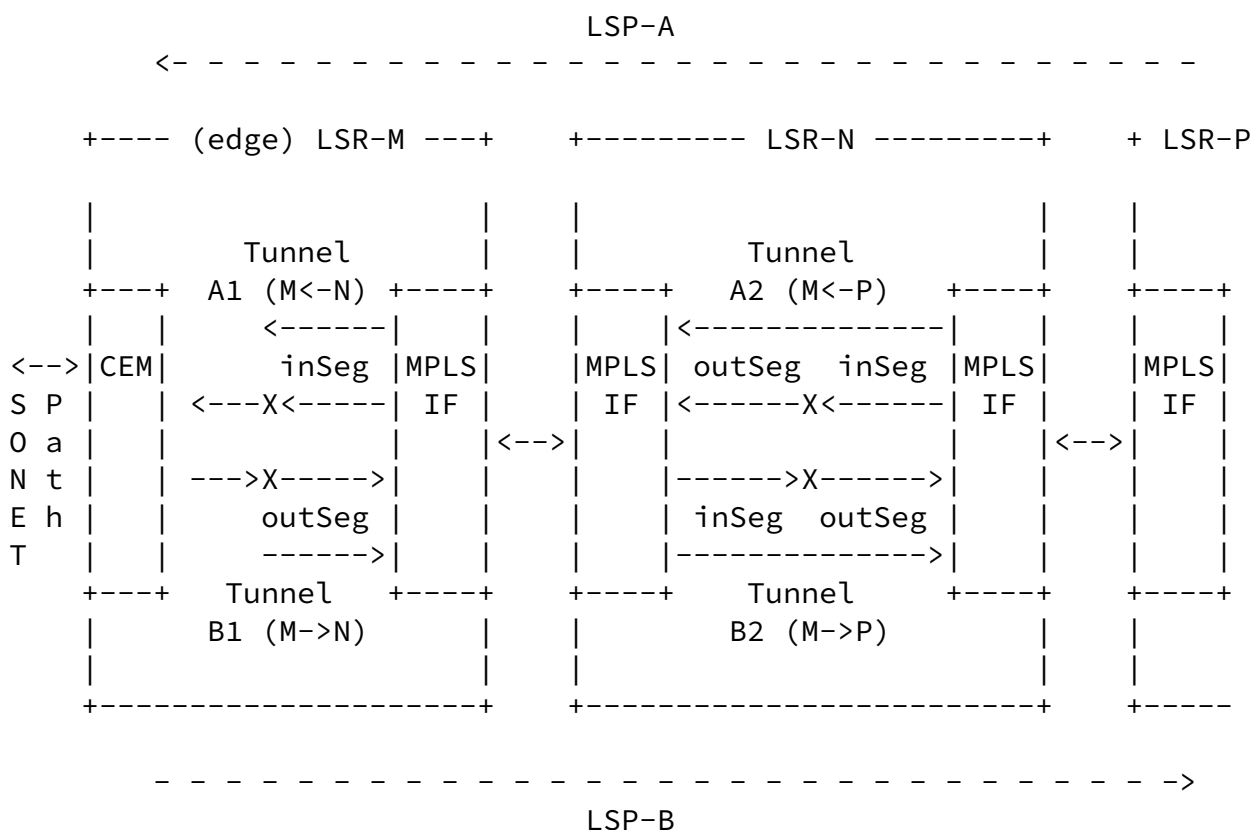 LSP-A
<- - - - - - - - - - - - - - - - - - - - - - - - - - - - - - - -
+---- (edge) LSR-M ---+    +--------- LSR-N ---------+    + LSR-P
|                     |    |                         |    |
|       Tunnel        |    |         Tunnel          |    |
+---+  A1 (M<-N) +----+    +----+   A2 (M<-P)   +----+    +----+
|   |     <------|    |    |    |<--------------|    |    |    |
<-->|CEM|      inSeg |MPLS|    |MPLS| outSeg  inSeg |MPLS|    |MPLS|
S P |   | <---X<-----| IF |    | IF |<------X<------| IF |    | IF |
O a |   |            |    |<-->|    |               |    |<-->|    |
N t |   | --->X----->|    |    |    |------>X------>|    |    |    |
E h |   |     outSeg |    |    |    | inSeg  outSeg |    |    |    |
T   |   |     ------>|    |    |    |-------------->|    |    |    |
+---+   Tunnel   +----+    +----+    Tunnel     +----+    +----+
|      B1 (M->N)      |    |        B2 (M->P)        |    |
|                     |    |                         |    |
+---------------------+    +-------------------------+    +-----
- - - - - - - - - - - - - - - - - - - - - - - - - - - - - - - ->
LSP-B